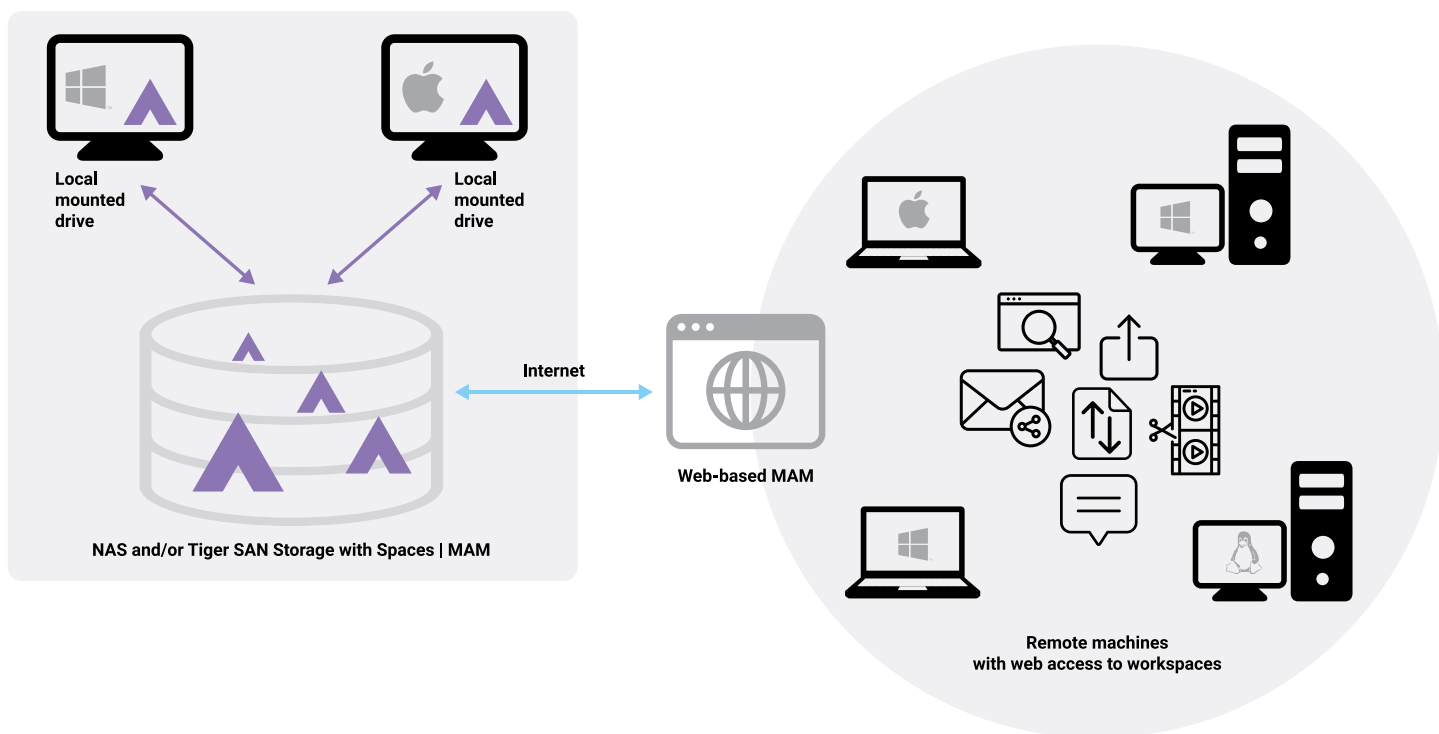 Local
mounted
drive
Local
mounted
drive
Internet
Web-based MAM
NAS and/or Tiger SAN Storage with Spaces | MAM
Remote machines
with web access to workspaces